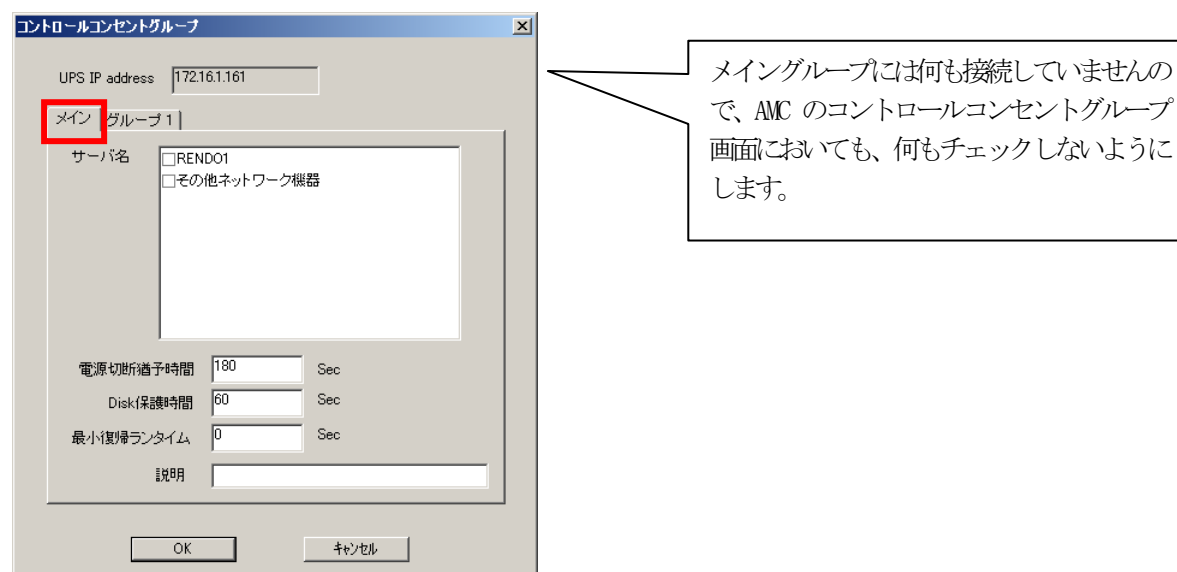 コントロールコンセントグループ
UPS IP address 172.16.1.161
メイン グループ 1
サーバ名
RENDO1
その他ネットワーク機器
電源切断猶予時間 180 Sec
Disk保護時間 60 Sec
最小復帰ランタイム 0 Sec
説明
OK キャンセル
メイングループには何も接続していませんの
で、AMC のコントロールコンセントグループ
画面においても、何もチェックしないように
します。